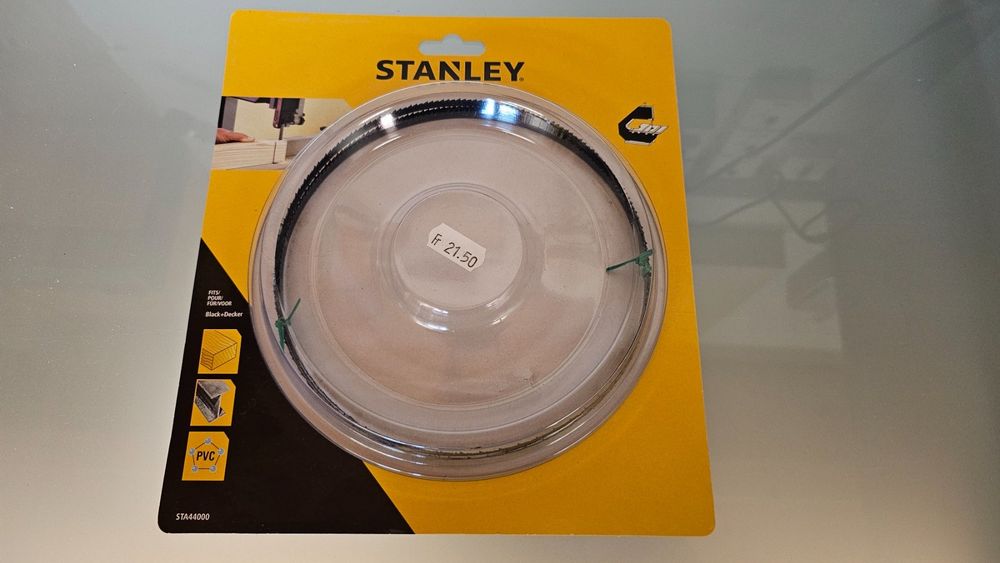 STANLEY®
Fr 21.50
FITS/
POUR/
FÜR/VOOR
Black+Decker
PVC
STA44000